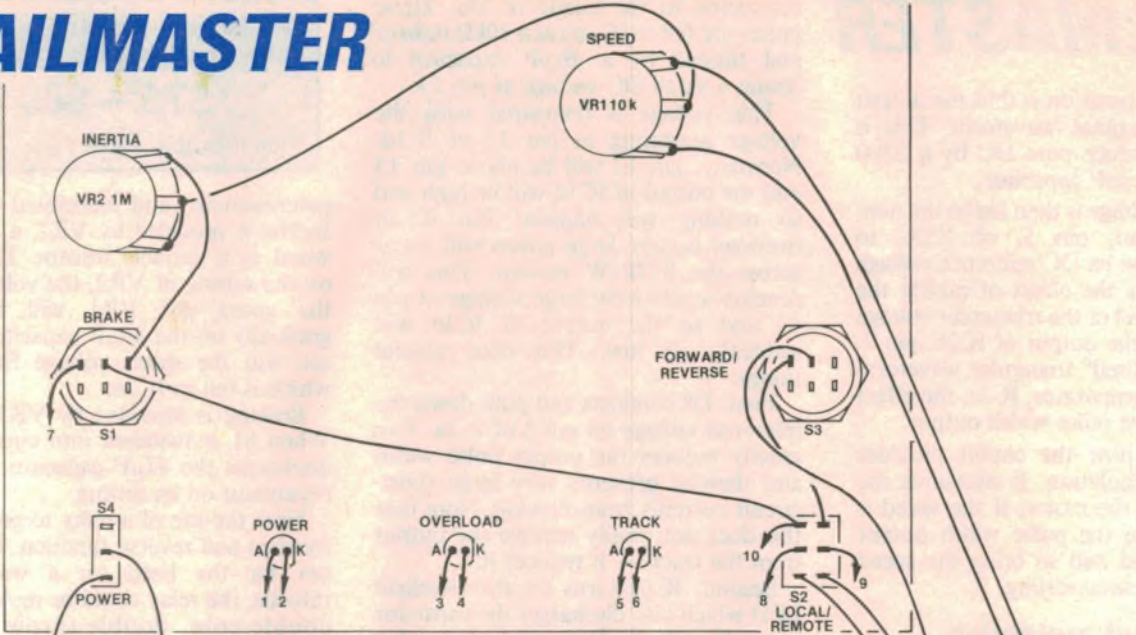 AILMASTER
SPEED
VR1 10k
INERTIA
VR2 1M
BRAKE
S1
FORWARD/
REVERSE
S3
7
S4
POWER
POWER
A K
1 2
OVERLOAD
A K
3 4
TRACK
A K
5 6
10
9
8
S2
LOCAL/
REMOTE